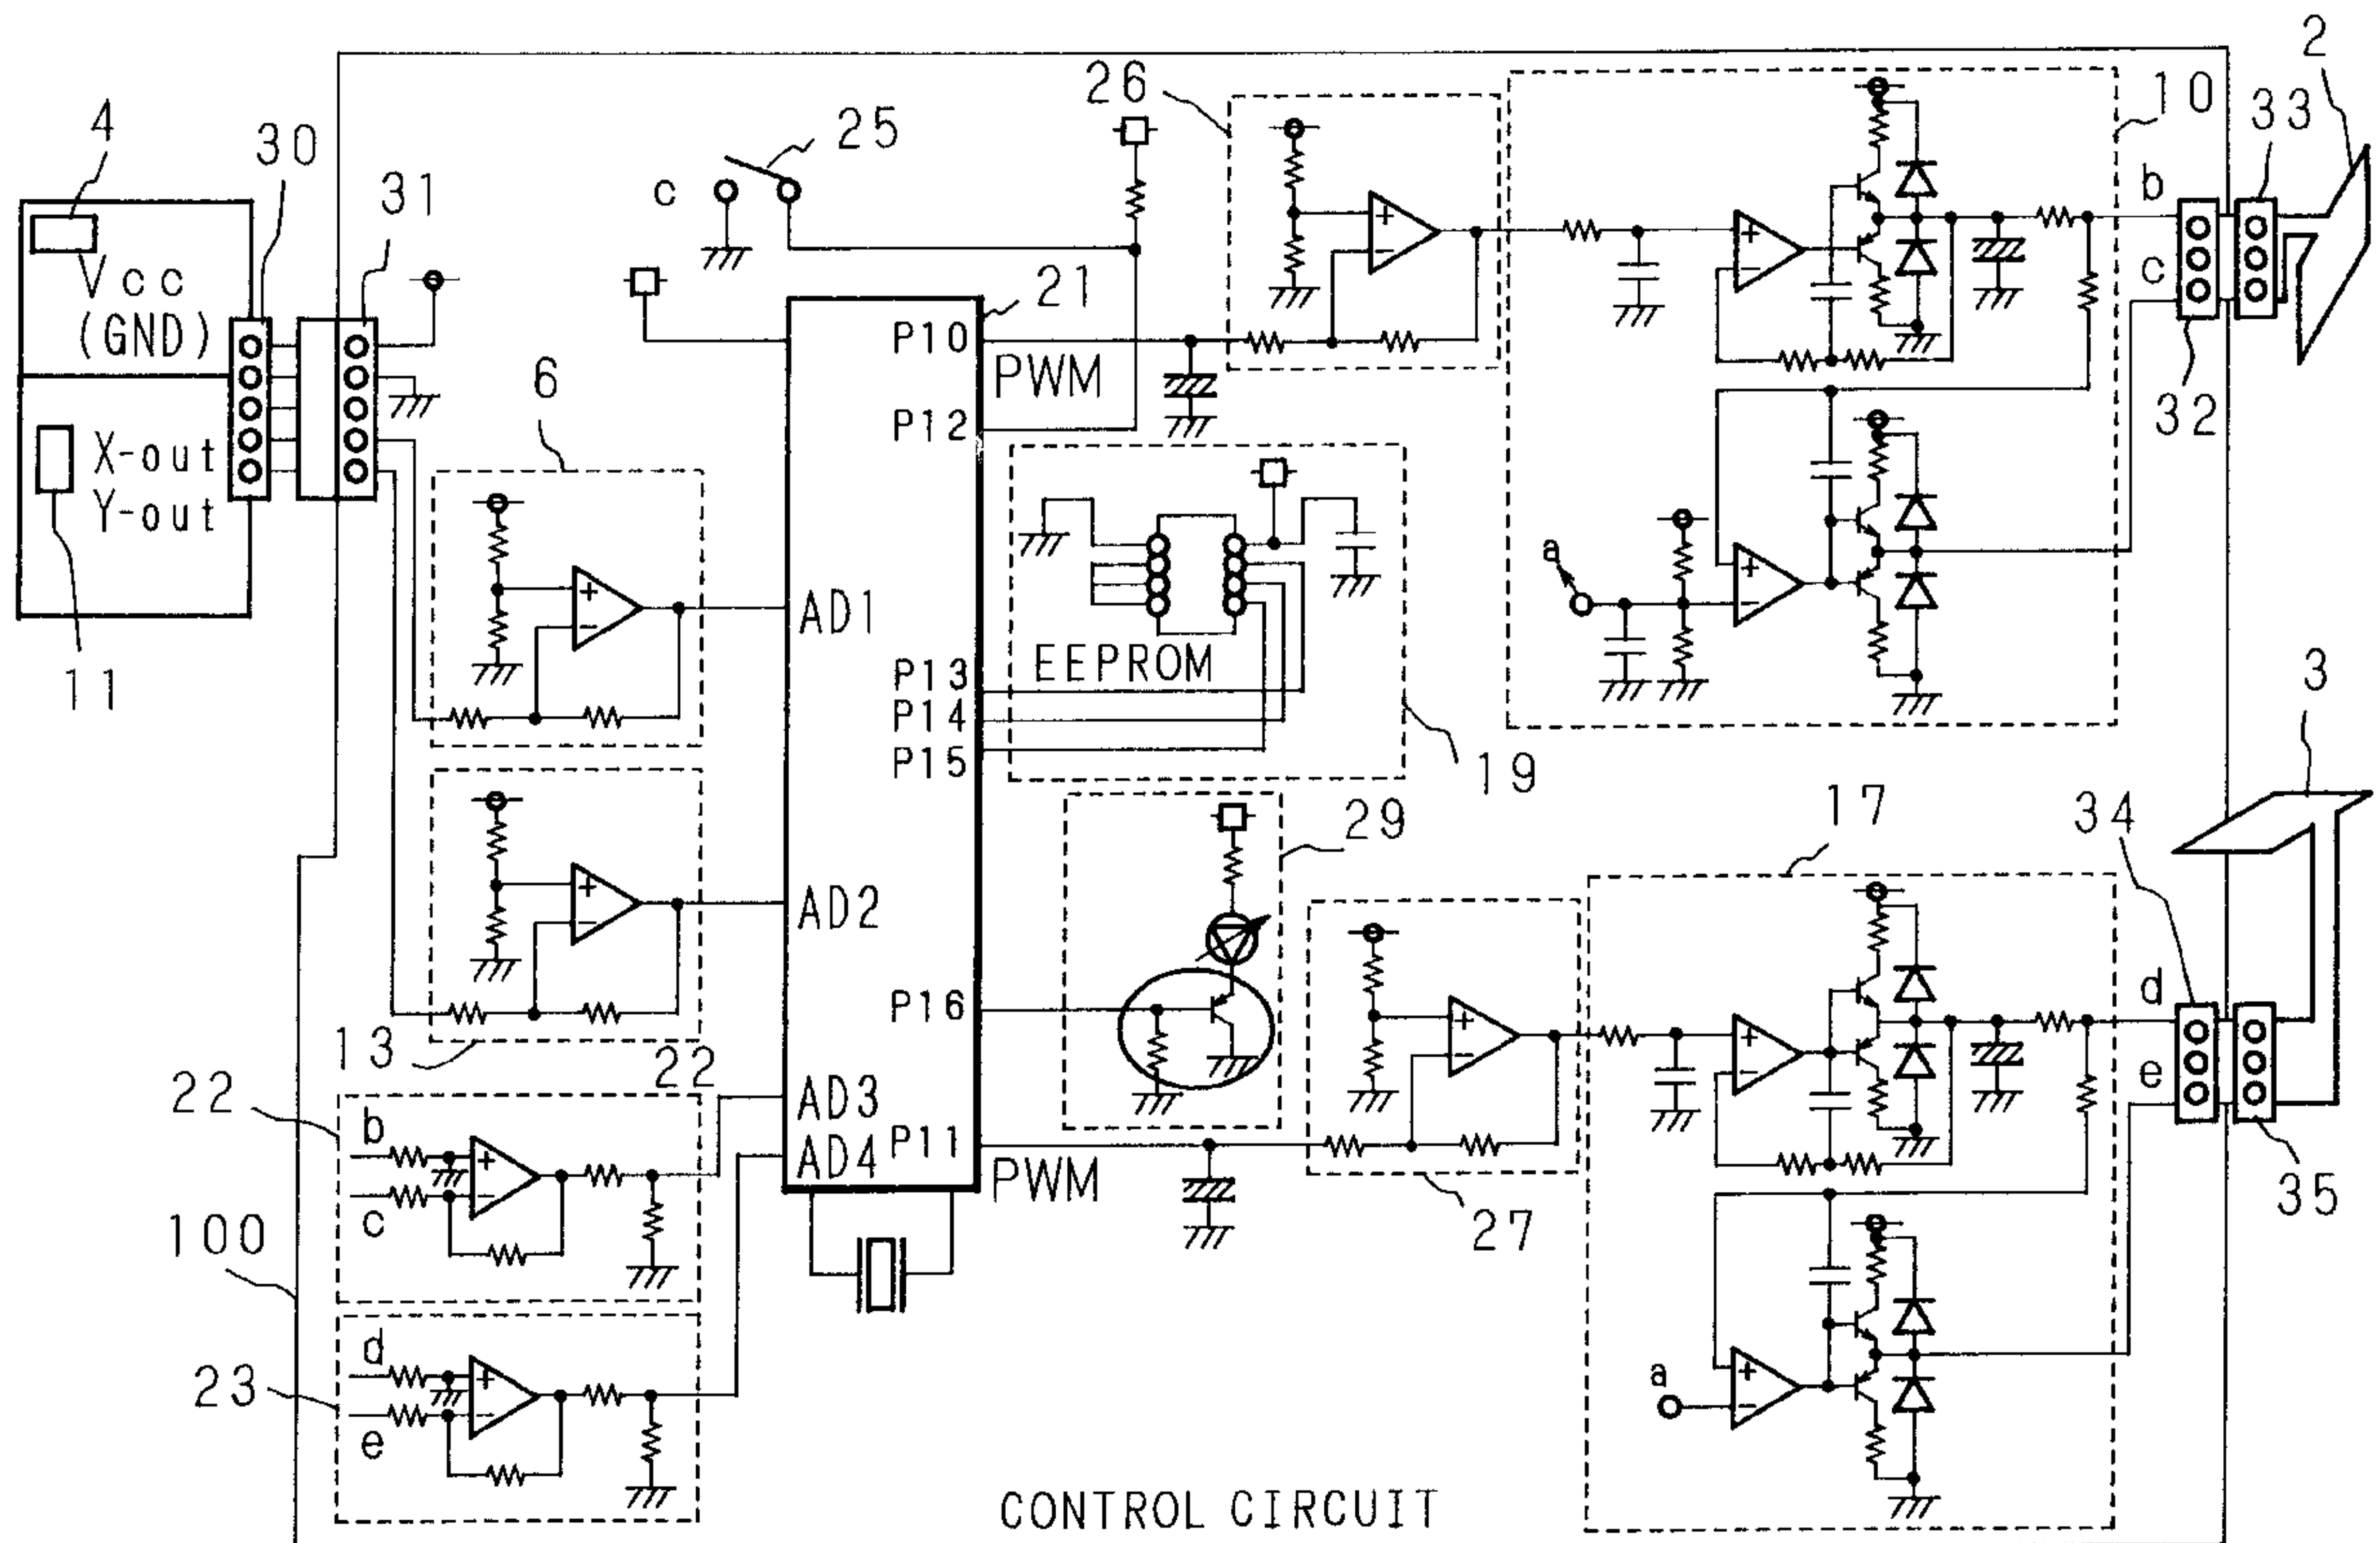 2
26
10
33
4
30
25
31
c
b
Vcc
(GND)
c
21
P10
PWM
6
P12
32
X-out
Y-out
a
AD1
EEPROM
3
11
P13
P14
P15
19
17
34
29
AD2
P16
d
13
22
22
e
AD3
b
P11
AD4
PWM
c
35
100
27
d
a
23
e
CONTROL CIRCUIT